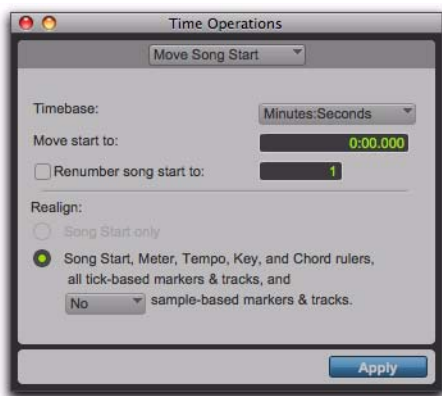 Time Operations
Move Song Start
Timebase: Minutes:Seconds
Move start to: 0:00.000
Renumber song start to: 1
Realign:
Song Start only
Song Start, Meter, Tempo, Key, and Chord rulers,
all tick-based markers & tracks, and
No sample-based markers & tracks.
Apply